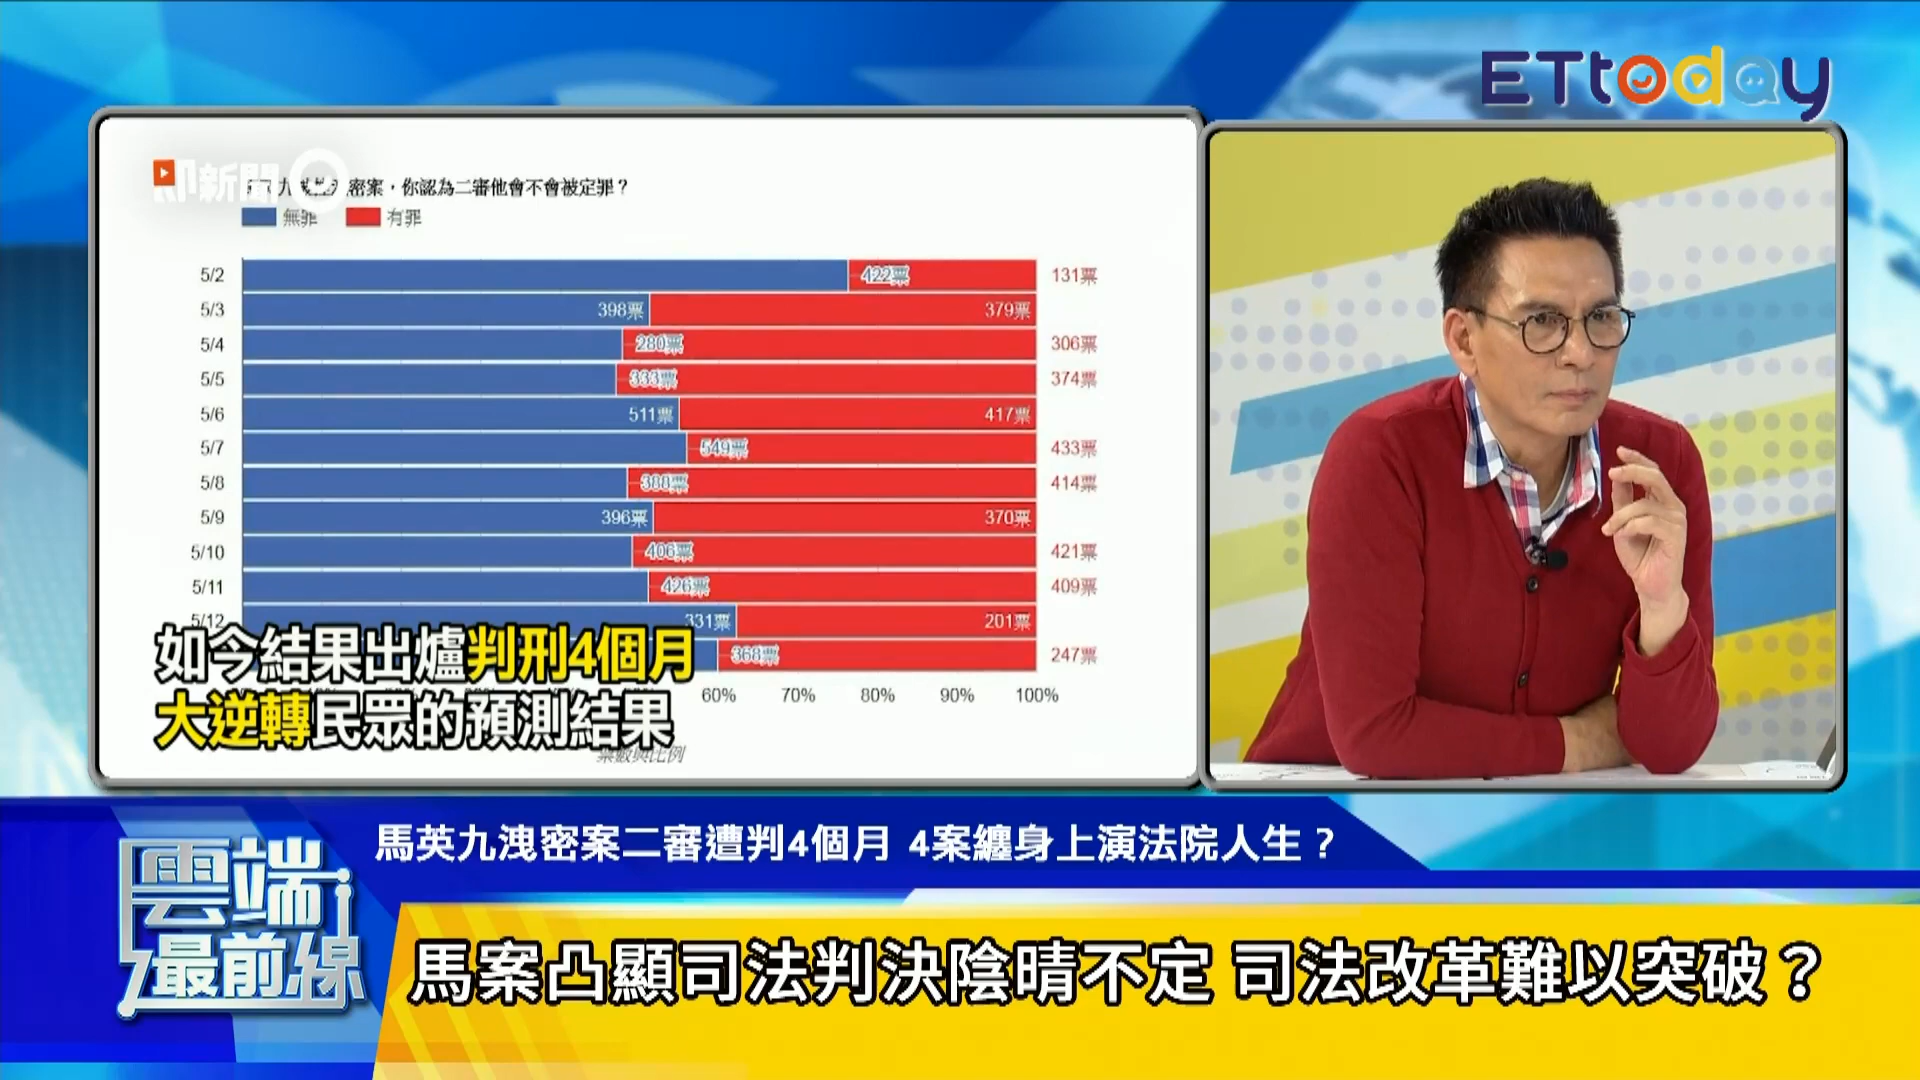 ETtoday
即新聞
密案，你認為二審他會不會被定罪？
無罪 有罪
5/2 422票 131票
5/3 398票 379票
5/4 280票 306票
5/5 333票 374票
5/6 511票 417票
5/7 549票 433票
5/8 388票 414票
5/9 396票 370票
5/10 406票 421票
5/11 426票 409票
5/12 331票 201票
368票 247票
60% 70% 80% 90% 100%
票數與比例
如今結果出爐判刑4個月
大逆轉民眾的預測結果
馬英九洩密案二審遭判4個月 4案纏身上演法院人生？
雲端最前線
馬案凸顯司法判決陰晴不定 司法改革難以突破？